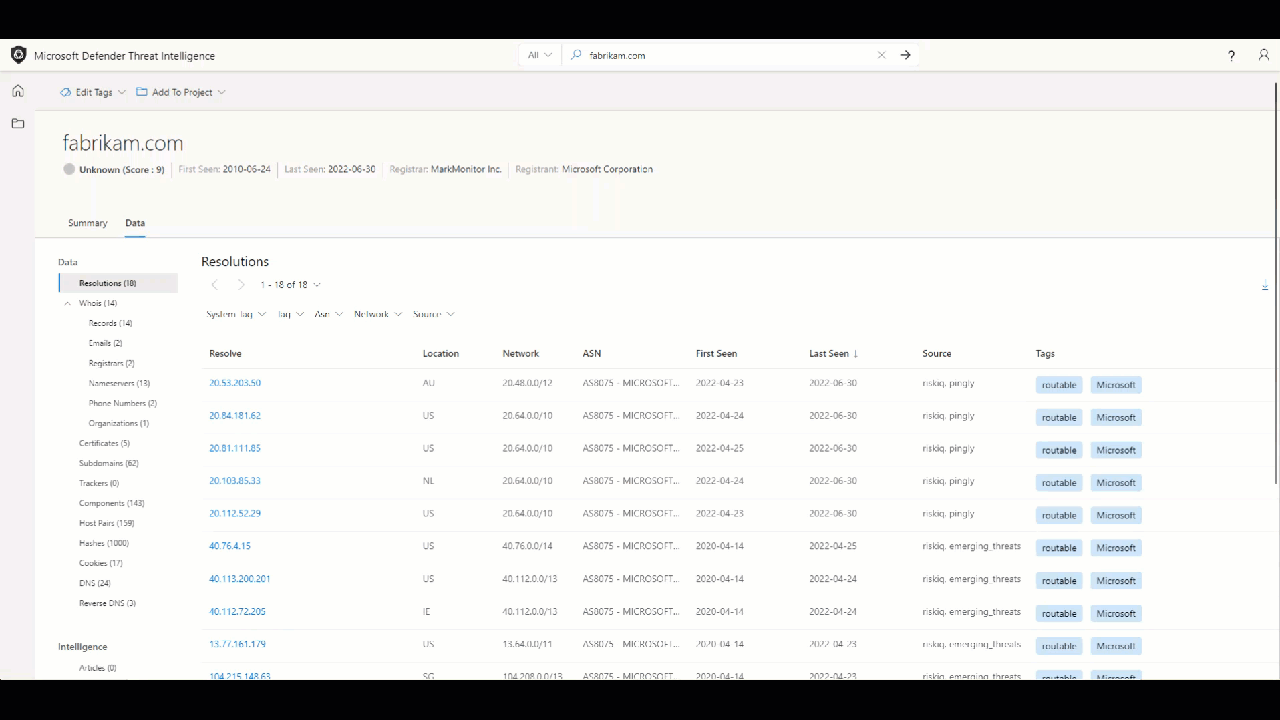 Microsoft Defender Threat Intelligence All fabrikam.com ?
Edit Tags Add To Project
fabrikam.com
Unknown (Score : 9) First Seen: 2010-06-24 Last Seen: 2022-06-30 Registrar: MarkMonitor Inc. Registrant: Microsoft Corporation
Summary Data
Data
Resolutions (18)
Whois (14)
Records (14)
Emails (2)
Registrars (2)
Nameservers (13)
Phone Numbers (2)
Organizations (1)
Certificates (5)
Subdomains (62)
Trackers (0)
Components (143)
Host Pairs (159)
Hashes (1000)
Cookies (17)
DNS (24)
Reverse DNS (3)
Intelligence
Articles (0)
Resolutions
1 - 18 of 18
System Tag Tag Asn Network Source
Resolve Location Network ASN First Seen Last Seen ↓ Source Tags
20.53.203.50 AU 20.48.0.0/12 AS8075 - MICROSOFT... 2022-04-23 2022-06-30 riskiq, pingly routable Microsoft
20.84.181.62 US 20.64.0.0/10 AS8075 - MICROSOFT... 2022-04-24 2022-06-30 riskiq, pingly routable Microsoft
20.81.111.85 US 20.64.0.0/10 AS8075 - MICROSOFT... 2022-04-25 2022-06-30 riskiq, pingly routable Microsoft
20.103.85.33 NL 20.64.0.0/10 AS8075 - MICROSOFT... 2022-04-24 2022-06-30 riskiq, pingly routable Microsoft
20.112.52.29 US 20.64.0.0/10 AS8075 - MICROSOFT... 2022-04-23 2022-06-30 riskiq, pingly routable Microsoft
40.76.4.15 US 40.76.0.0/14 AS8075 - MICROSOFT... 2020-04-14 2022-04-25 riskiq, emerging_threats routable Microsoft
40.113.200.201 US 40.112.0.0/13 AS8075 - MICROSOFT... 2020-04-14 2022-04-24 riskiq, emerging_threats routable Microsoft
40.112.72.205 IE 40.112.0.0/13 AS8075 - MICROSOFT... 2020-04-14 2022-04-24 riskiq, emerging_threats routable Microsoft
13.77.161.179 US 13.64.0.0/11 AS8075 - MICROSOFT... 2020-04-14 2022-04-23 riskiq, emerging_threats routable Microsoft
104.215.148.63 SG 104.208.0.0/13 AS8075 - MICROSOFT... 2020-04-14 2022-04-23 riskiq, emerging_threats routable Microsoft